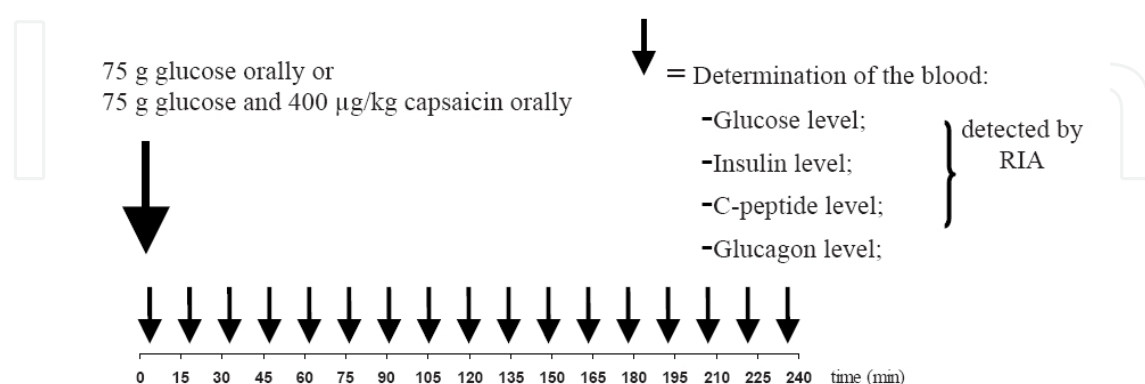 75 g glucose orally or
75 g glucose and 400 µg/kg capsaicin orally
= Determination of the blood:
-Glucose level;
-Insulin level;
-C-peptide level;
-Glucagon level;
detected by
RIA
0 15 30 45 60 75 90 105 120 135 150 165 180 195 210 225 240 time (min)